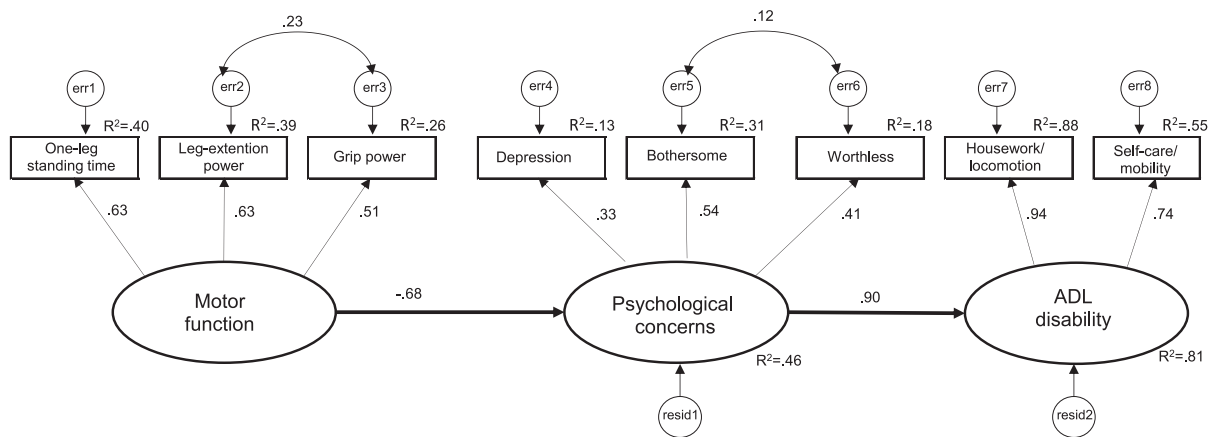 .23
.12
err1
err2
err3
err4
err5
err6
err7
err8
R²=.40
R²=.39
R²=.26
R²=.13
R²=.31
R²=.18
R²=.88
R²=.55
One-leg
standing time
Leg-extention
power
Grip power
Depression
Bothersome
Worthless
Housework/
locomotion
Self-care/
mobility
.63
.63
.51
.33
.54
.41
.94
.74
Motor
function
-.68
Psychological
concerns
.90
ADL
disability
R²=.46
R²=.81
resid1
resid2